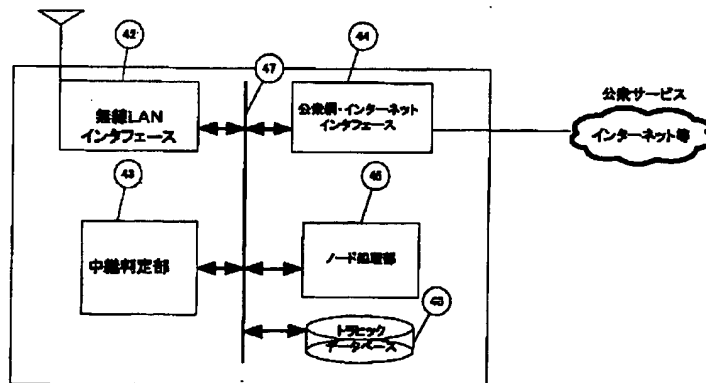 42
47
44
無線LAN
インタフェース
公衆網・インターネット
インタフェース
公衆サービス
インターネット等
43
中継判定部
ノード処理部
トラヒック
データベース